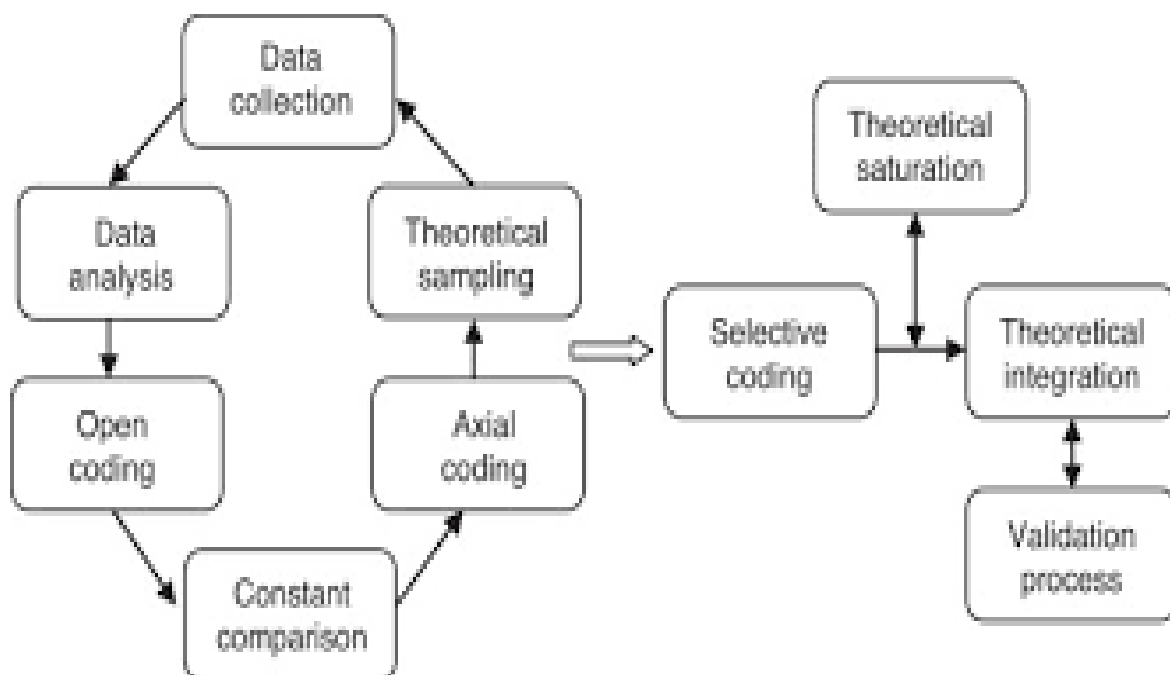 Data
collection
Data
analysis
Open
coding
Constant
comparison
Axial
coding
Theoretical
sampling
Selective
coding
Theoretical
saturation
Theoretical
integration
Validation
process